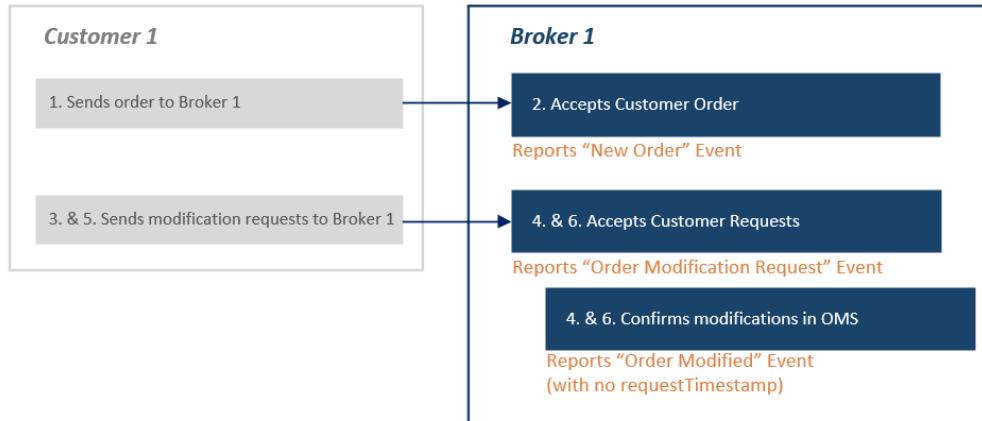 Customer 1
Broker 1
1. Sends order to Broker 1
2. Accepts Customer Order
Reports “New Order” Event
3. & 5. Sends modification requests to Broker 1
4. & 6. Accepts Customer Requests
Reports “Order Modification Request” Event
4. & 6. Confirms modifications in OMS
Reports “Order Modified” Event
(with no requestTimestamp)